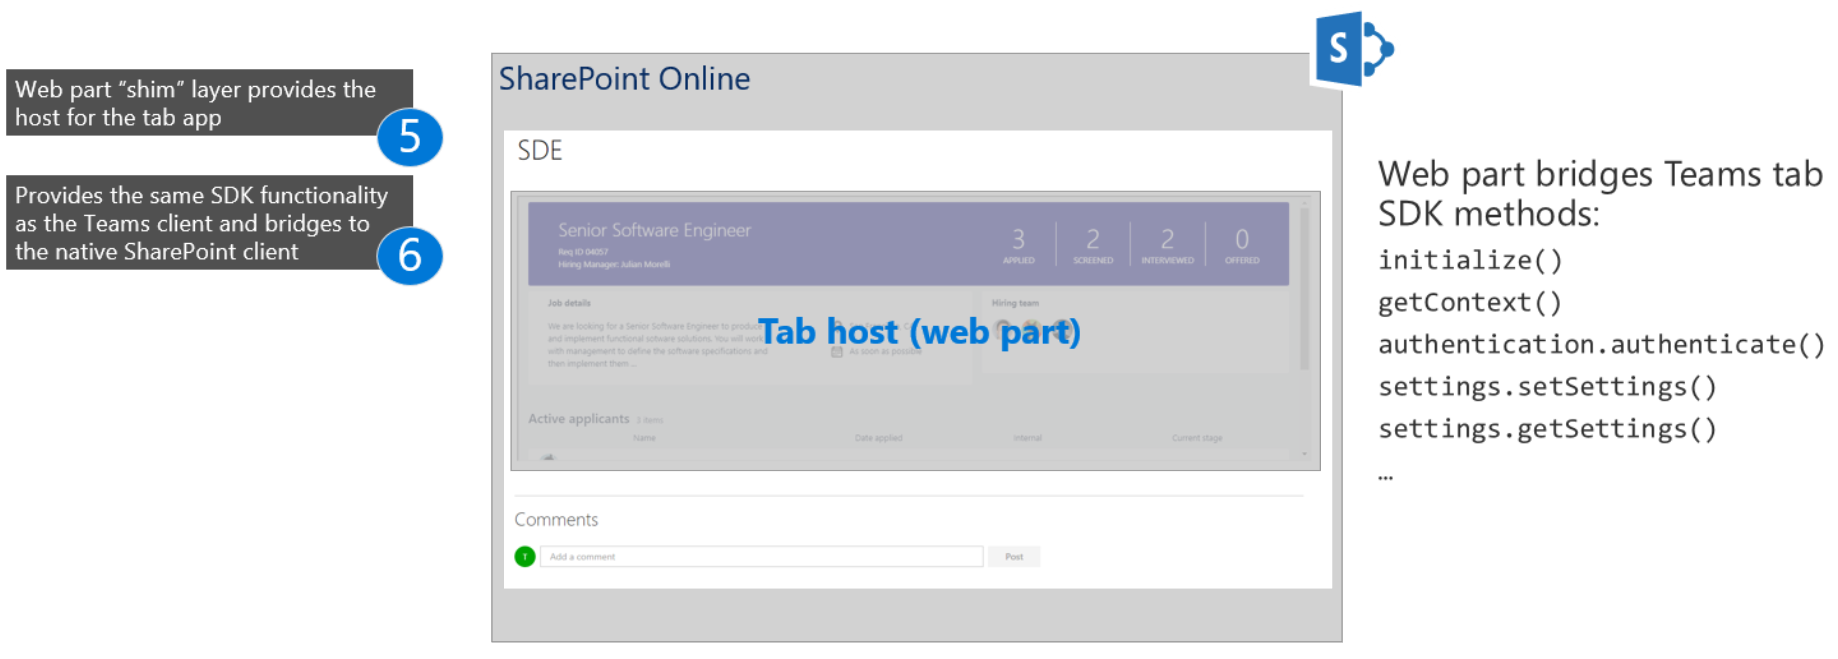 Web part “shim” layer provides the
host for the tab app
5
Provides the same SDK functionality
as the Teams client and bridges to
the native SharePoint client
6
S
SharePoint Online
SDE
Senior Software Engineer
Req ID 04057
Hiring Manager: Julian Morelli
3
APPLIED
2
SCREENED
2
INTERVIEWED
0
OFFERED
Job details
We are looking for a Senior Software Engineer to produce
and implement functional software solutions. You will work
with management to define the software specifications and
then implement them ...
As soon as possible
Hiring team
Tab host (web part)
Active applicants 3 items
Name
Date applied
Internal
Current stage
Comments
T
Add a comment
Post
Web part bridges Teams tab
SDK methods:
initialize()
getContext()
authentication.authenticate()
settings.setSettings()
settings.getSettings()
…